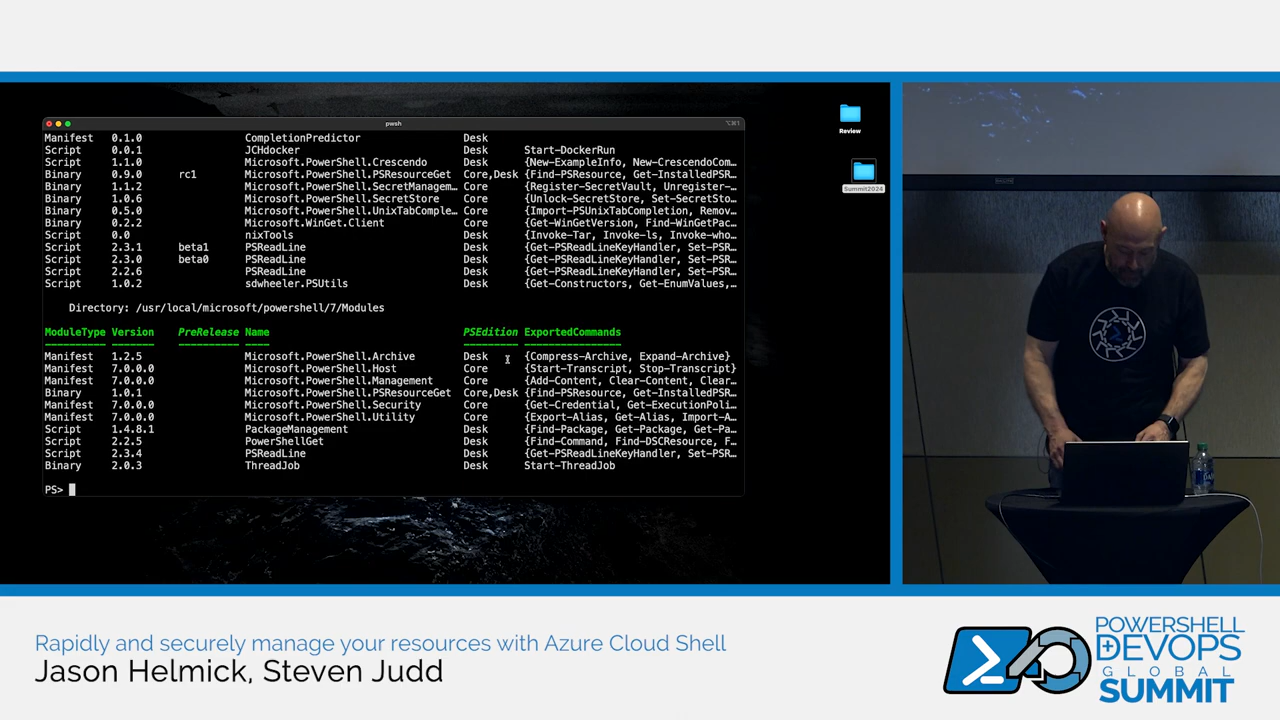 pwsh
⌥⌘1
Manifest 0.1.0 CompletionPredictor Desk
Script 0.0.1 JCHdocker Desk Start-DockerRun
Script 1.1.0 Microsoft.PowerShell.Crescendo Desk {New-ExampleInfo, New-CrescendoCom…
Binary 0.9.0 rc1 Microsoft.PowerShell.PSResourceGet Core,Desk {Find-PSResource, Get-InstalledPSR…
Binary 1.1.2 Microsoft.PowerShell.SecretManagem… Core {Register-SecretVault, Unregister-…
Binary 1.0.6 Microsoft.PowerShell.SecretStore Core {Unlock-SecretStore, Set-SecretSto…
Binary 0.5.0 Microsoft.PowerShell.UnixTabComple… Core {Import-PSUnixTabCompletion, Remov…
Binary 0.2.2 Microsoft.WinGet.Client Core {Get-WinGetVersion, Find-WinGetPac…
Script 0.0 nixTools Desk {Invoke-Tar, Invoke-ls, Invoke-who…
Script 2.3.1 beta1 PSReadLine Desk {Get-PSReadLineKeyHandler, Set-PSR…
Script 2.3.0 beta0 PSReadLine Desk {Get-PSReadLineKeyHandler, Set-PSR…
Script 2.2.6 PSReadLine Desk {Get-PSReadLineKeyHandler, Set-PSR…
Script 1.0.2 sdwheeler.PSUtils Desk {Get-Constructors, Get-EnumValues,…
Directory: /usr/local/microsoft/powershell/7/Modules
ModuleType Version PreRelease Name PSEdition ExportedCommands
Manifest 1.2.5 Microsoft.PowerShell.Archive Desk {Compress-Archive, Expand-Archive}
Manifest 7.0.0.0 Microsoft.PowerShell.Host Core {Start-Transcript, Stop-Transcript}
Manifest 7.0.0.0 Microsoft.PowerShell.Management Core {Add-Content, Clear-Content, Clear…
Binary 1.0.1 Microsoft.PowerShell.PSResourceGet Core,Desk {Find-PSResource, Get-InstalledPSR…
Manifest 7.0.0.0 Microsoft.PowerShell.Security Core {Get-Credential, Get-ExecutionPoli…
Manifest 7.0.0.0 Microsoft.PowerShell.Utility Core {Export-Alias, Get-Alias, Import-A…
Script 1.4.8.1 PackageManagement Desk {Find-Package, Get-Package, Get-Pa…
Script 2.2.5 PowerShellGet Desk {Find-Command, Find-DSCResource, F…
Script 2.3.4 PSReadLine Desk {Get-PSReadLineKeyHandler, Set-PSR…
Binary 2.0.3 ThreadJob Desk Start-ThreadJob
PS>
Review
Summit2024
Rapidly and securely manage your resources with Azure Cloud Shell
Jason Helmick, Steven Judd
POWERSHELL
+DEVOPS
GLOBAL
SUMMIT